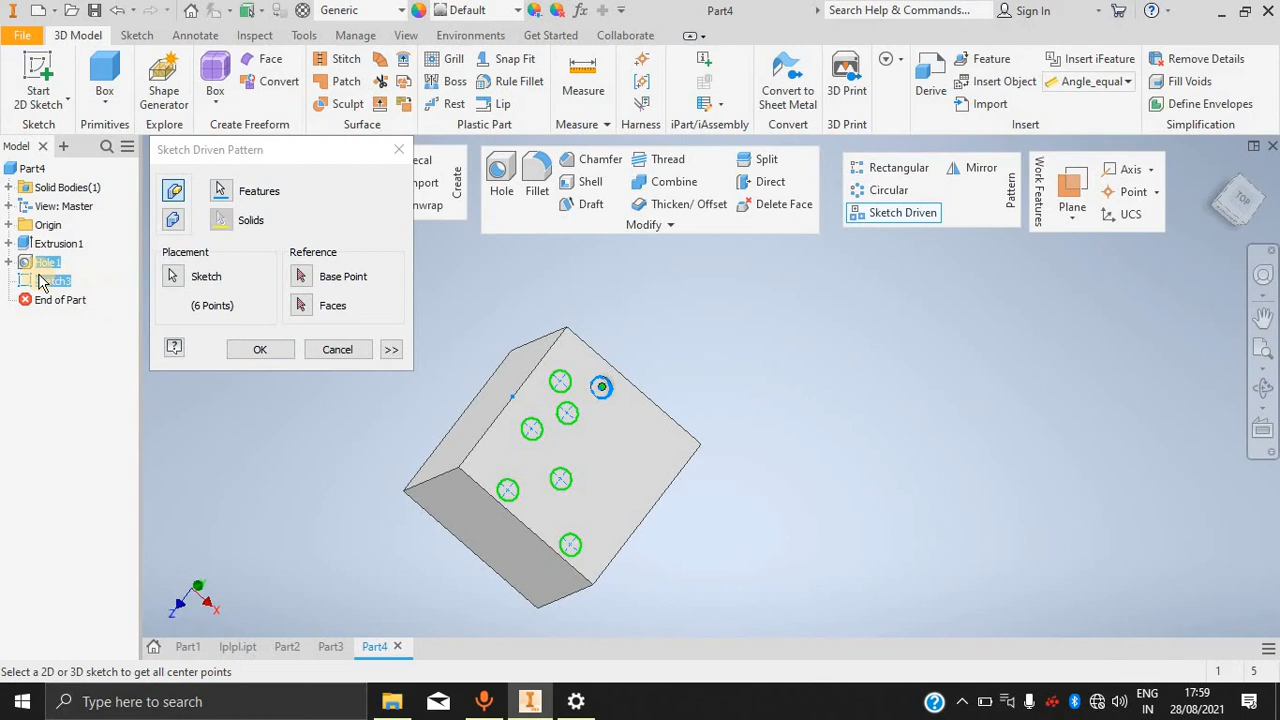 Generic
Default
Part4
Search Help & Commands...
Sign In
File
3D Model
Sketch
Annotate
Inspect
Tools
Manage
View
Environments
Get Started
Collaborate
Start
2D Sketch
Sketch
Box
Primitives
Shape
Generator
Explore
Box
Face
Convert
Create Freeform
Stitch
Patch
Sculpt
Surface
Grill
Boss
Rest
Snap Fit
Rule Fillet
Lip
Plastic Part
Measure
Measure
Harness
iPart/iAssembly
Convert to
Sheet Metal
Convert
3D Print
3D Print
Derive
Feature
Insert Object
Import
Insert iFeature
Angle_equal
Insert
Remove Details
Fill Voids
Define Envelopes
Simplification
Model
Part4
Solid Bodies(1)
View: Master
Origin
Extrusion1
Hole1
End of Part
Sketch Driven Pattern
Features
Solids
Placement
Sketch
(6 Points)
Reference
Base Point
Faces
OK
Cancel
>>
Create
Hole
Fillet
Chamfer
Shell
Draft
Thread
Combine
Thicken/ Offset
Split
Direct
Delete Face
Modify
Rectangular
Circular
Sketch Driven
Mirror
Pattern
Work Features
Plane
Axis
Point
UCS
TOP
Z
X
Part1
lplpl.ipt
Part2
Part3
Part4
Select a 2D or 3D sketch to get all center points
1
5
Type here to search
ENG
IN
17:59
28/08/2021